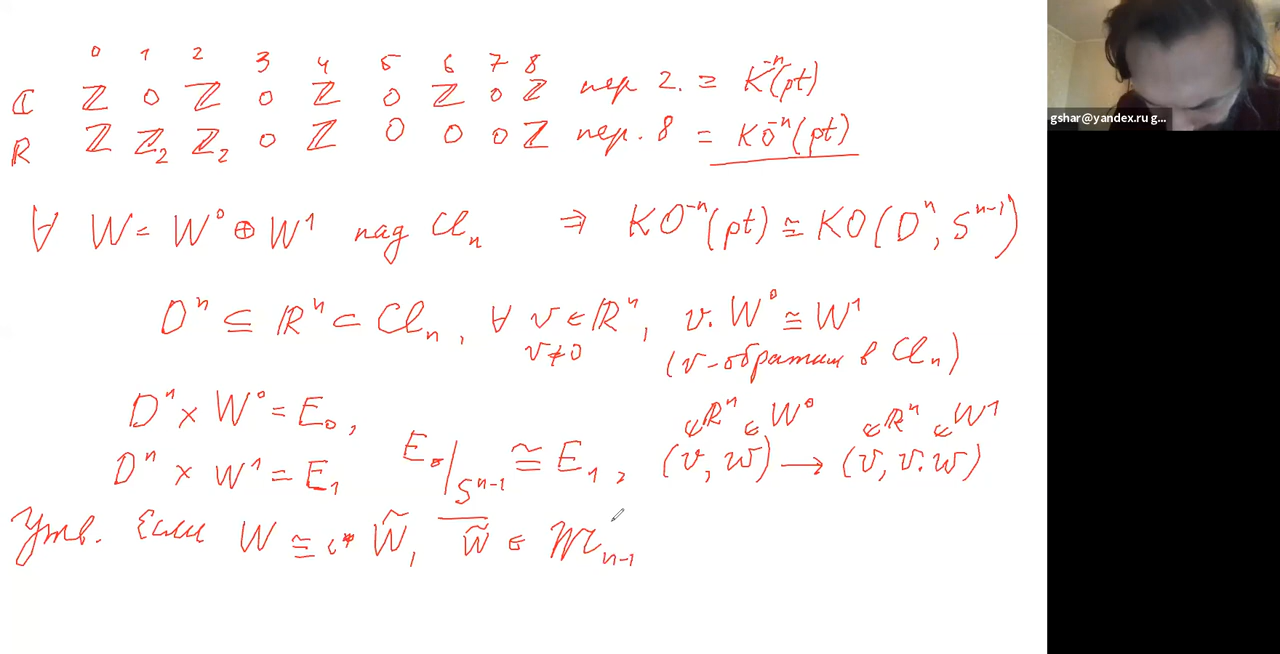 0 1 2 3 4 5 6 7 8
ℂ ℤ 0 ℤ 0 ℤ 0 ℤ 0 ℤ пер 2. ≅ K⁻ⁿ(pt)
R ℤ ℤ₂ ℤ₂ 0 ℤ 0 0 0 ℤ пер. 8 = KO⁻ⁿ(pt)
∀ W = W⁰ ⊕ W¹ над Clₙ ⇒ KO⁻ⁿ(pt) ≅ KO(Dⁿ, Sⁿ⁻¹)
Dⁿ ⊆ ℝⁿ ⊂ Clₙ, ∀ v ∈ ℝⁿ, v · W⁰ ≅ W¹
v ≠ 0 (v - обратим в Clₙ)
Dⁿ × W⁰ = E₀,
∈ℝⁿ ∈W⁰ ∈ℝⁿ ∈W¹
Dⁿ × W¹ = E₁ E₀/Sⁿ⁻¹ ≅ E₁, (v, w) → (v, v·w)
Утв. Если W ≅ i* W̃, W̃ ∈
gshar@yandex.ru g...